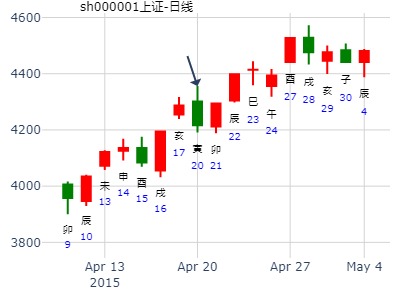 sh000001上证-日线
4600
4400
4200
4000
3800
卯
9
辰
10
未
13
申
14
酉
15
戌
16
亥
17
寅
20
卯
21
辰
22
巳
23
午
24
酉
27
戌
28
亥
29
子
30
辰
4
Apr 13
2015
Apr 20
Apr 27
May 4